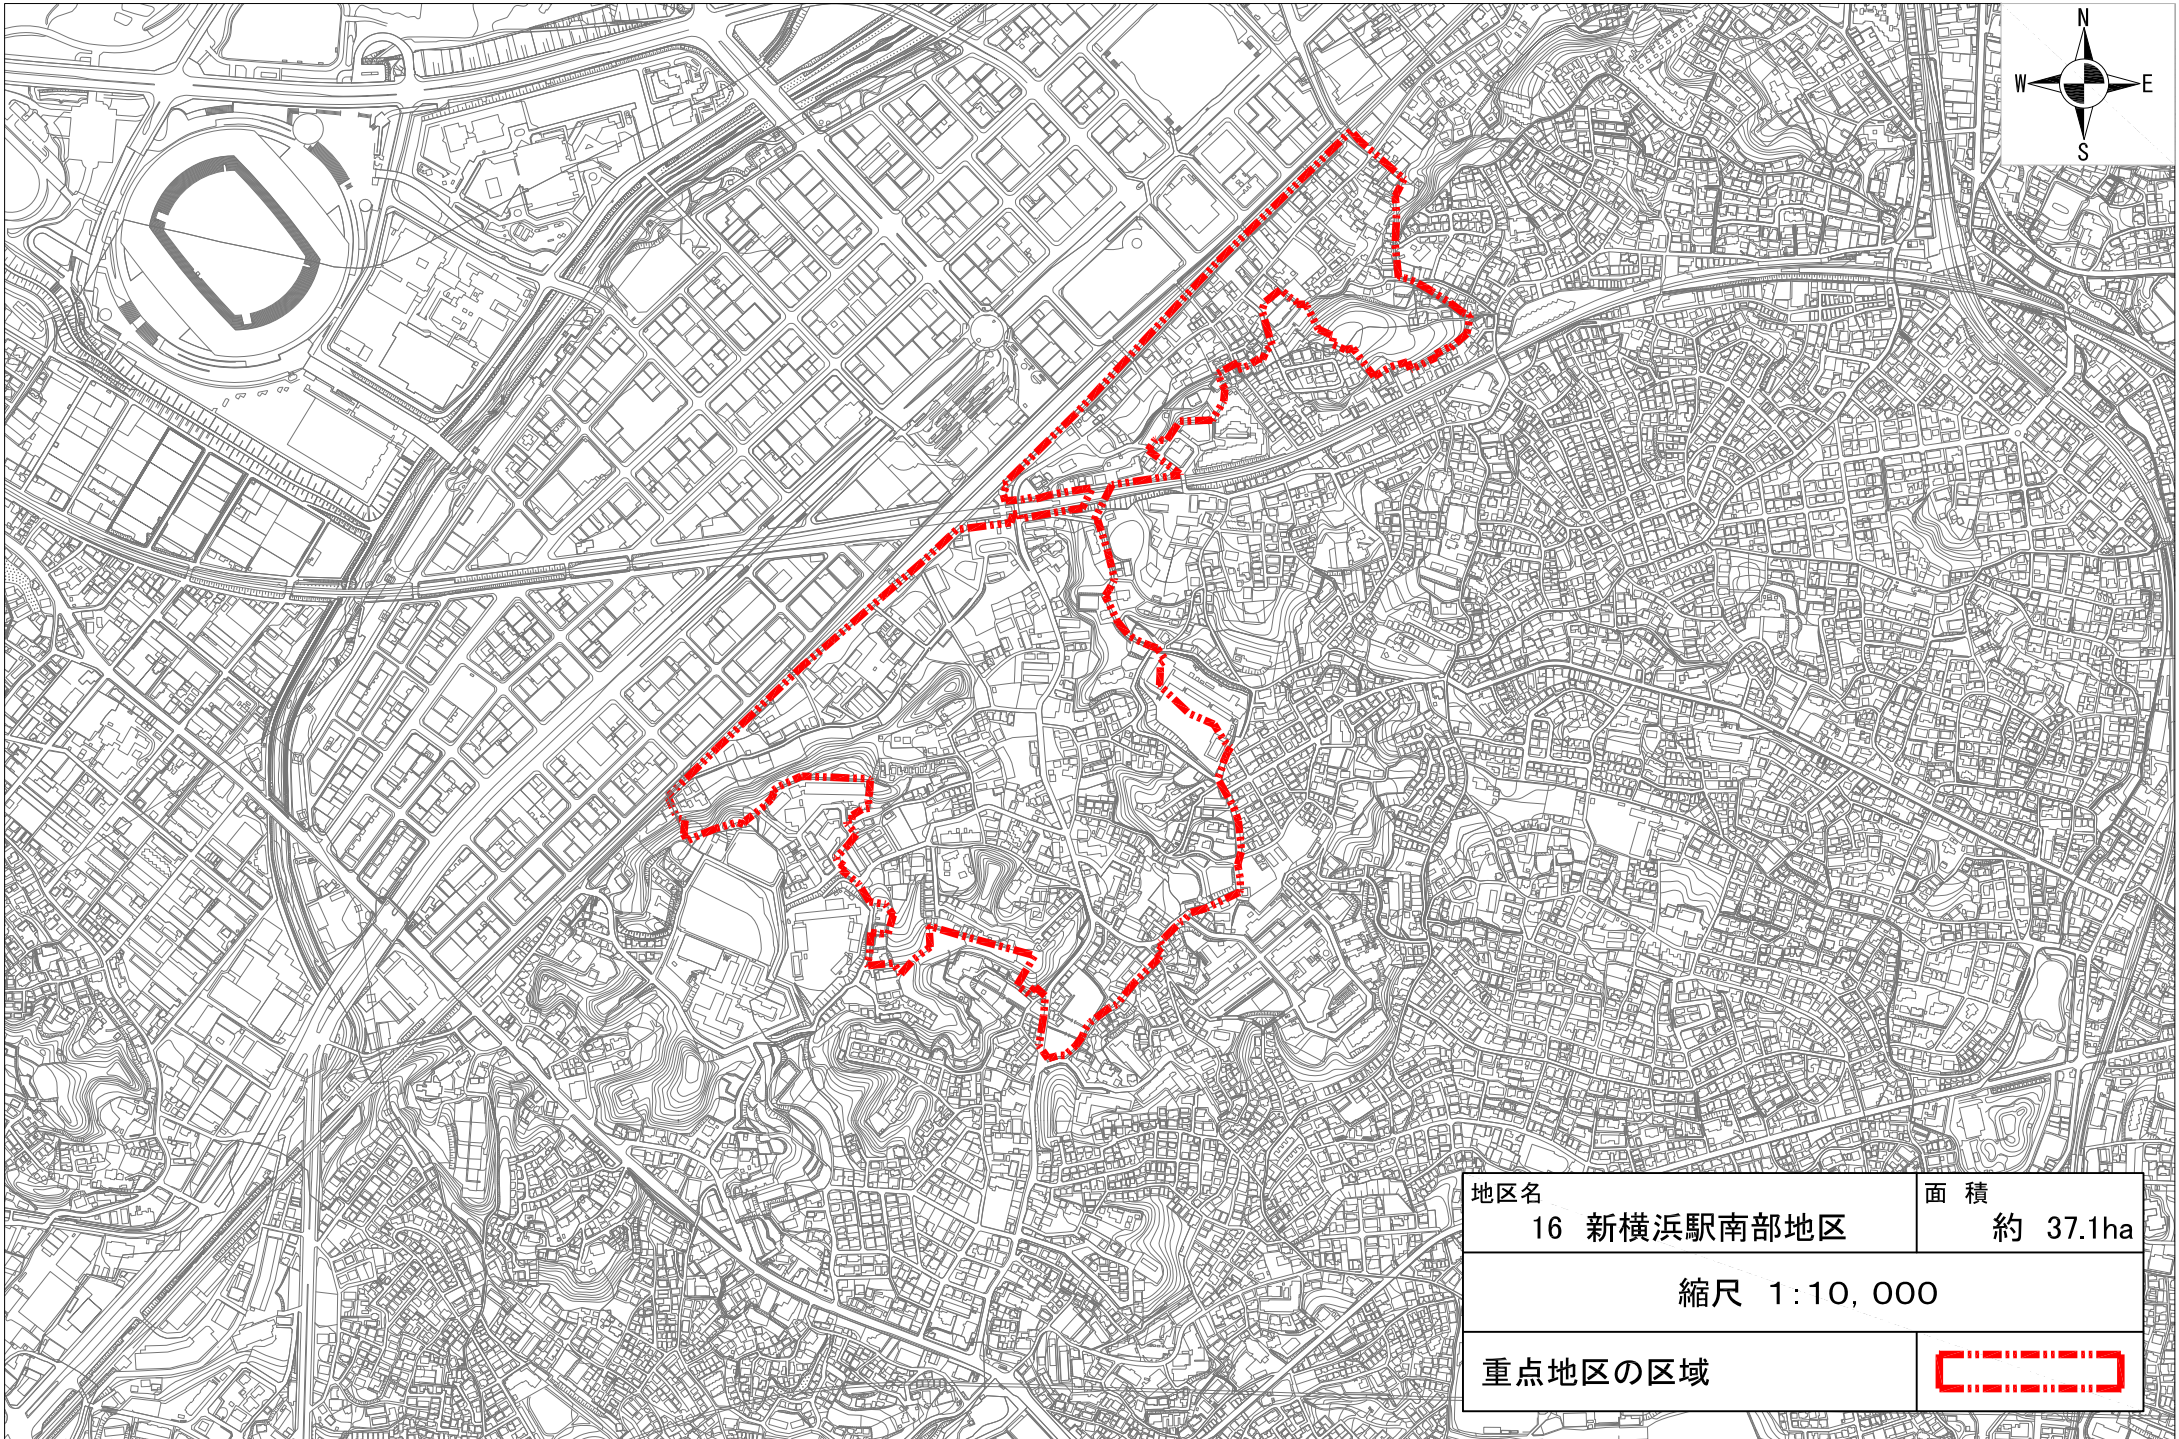 N
W E
S
地区名
16 新横浜駅南部地区
面 積
約 37.1ha
縮尺 1:10,000
重点地区の区域